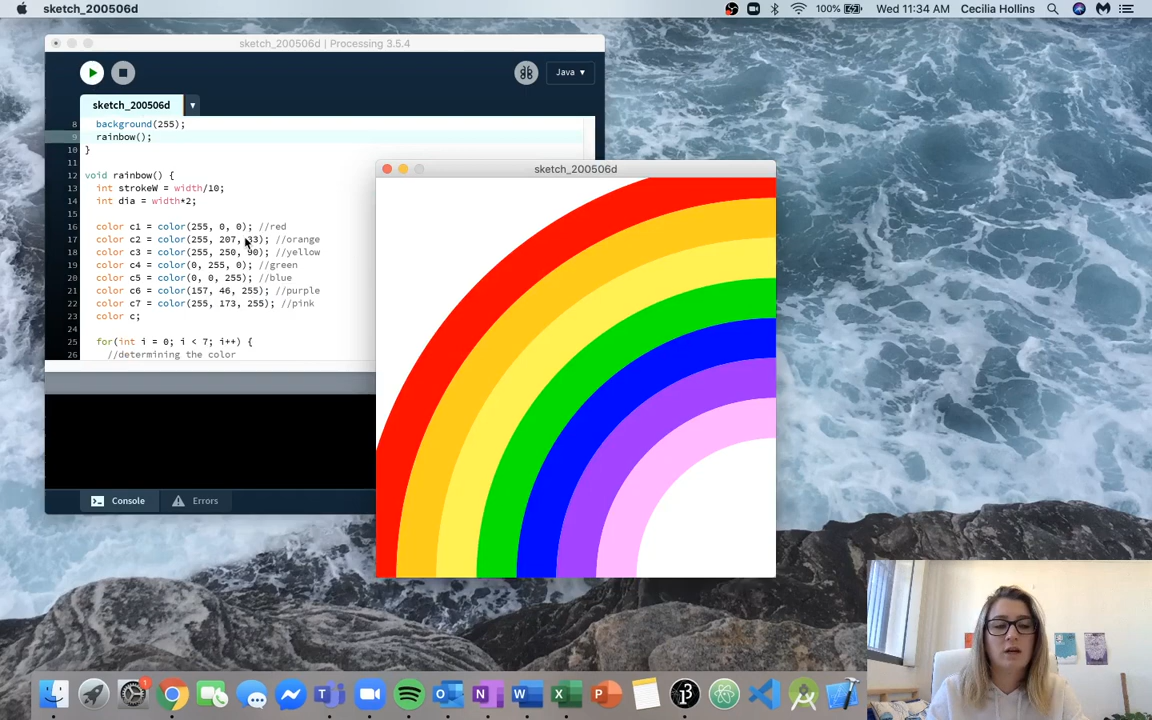 sketch_200506d
100%
Wed 11:34 AM
Cecilia Hollins
sketch_200506d | Processing 3.5.4
Java ▾
sketch_200506d
8 background(255);
9 rainbow();
10 }
11
12 void rainbow() {
13 int strokeW = width/10;
14 int dia = width*2;
15
16 color c1 = color(255, 0, 0); //red
17 color c2 = color(255, 207, 33); //orange
18 color c3 = color(255, 250, 90); //yellow
19 color c4 = color(0, 255, 0); //green
20 color c5 = color(0, 0, 255); //blue
21 color c6 = color(157, 46, 255); //purple
22 color c7 = color(255, 173, 255); //pink
23 color c;
24
25 for(int i = 0; i < 7; i++) {
26 //determining the color
Console
Errors
sketch_200506d
1